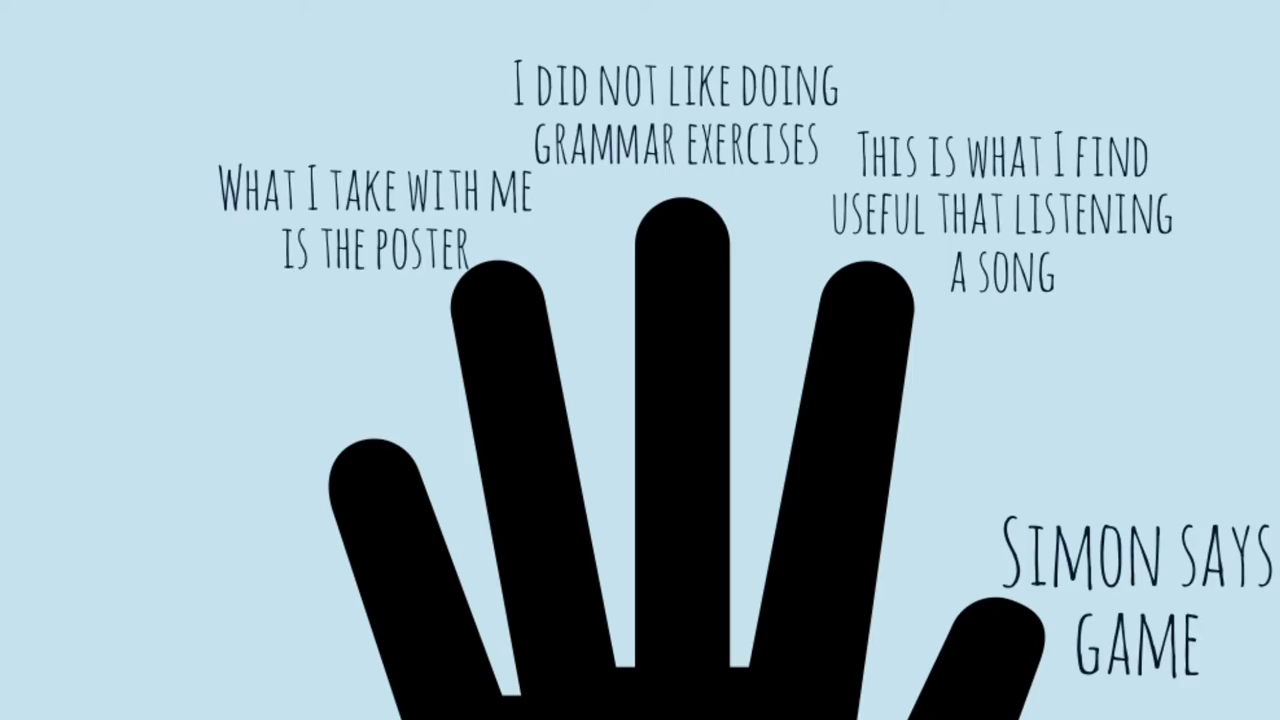 What I take with me
is the poster
I did not like doing
grammar exercises
This is what I find
useful that listening
a song
Simon says
game